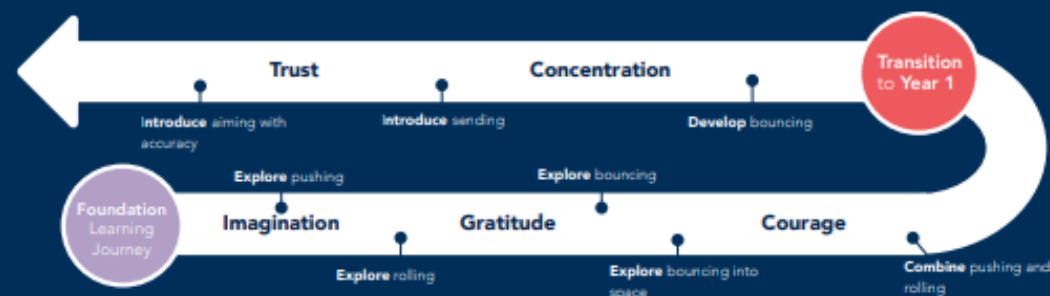 Transition
to Year 1
Trust
Concentration
Introduce aiming with
accuracy
Introduce sending
Develop bouncing
Explore pushing
Explore bouncing
Foundation
Learning
Journey
Imagination
Gratitude
Courage
Explore rolling
Explore bouncing into
space
Combine pushing and
rolling